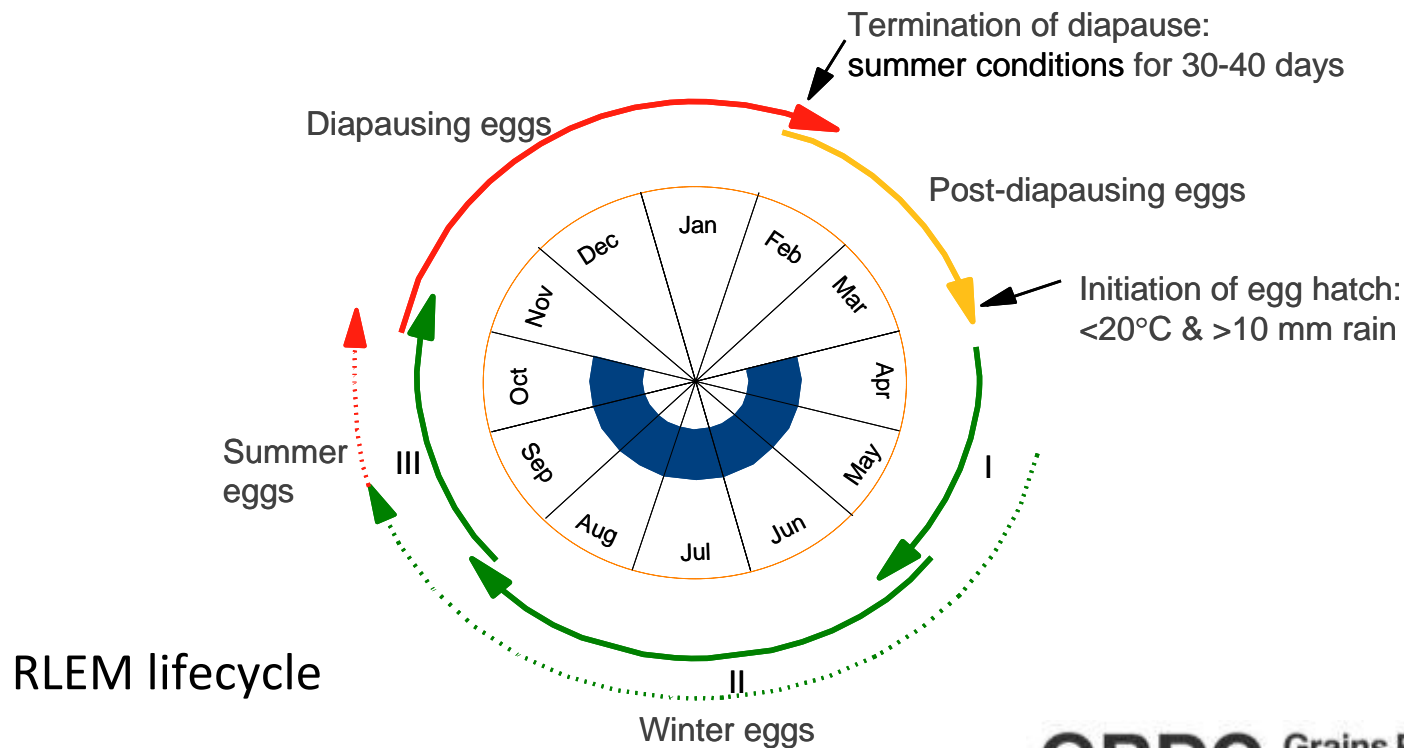 Termination of diapause:
summer conditions for 30-40 days
Diapausing eggs
Post-diapausing eggs
Initiation of egg hatch:
<20°C & >10 mm rain
Jan
Feb
Mar
Apr
May
Jun
Jul
Aug
Sep
Oct
Nov
Dec
I
II
III
Summer
eggs
Winter eggs
RLEM lifecycle
Grains